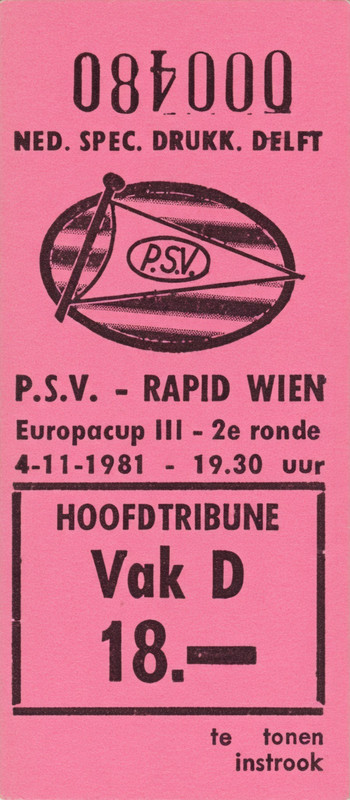 000480
NED. SPEC. DRUKK. DELFT
P.S.V.
P.S.V. - RAPID WIEN
Europacup III - 2e ronde
4-11-1981 - 19.30 uur
HOOFDTRIBUNE
Vak D
18.—
te tonen
instrook